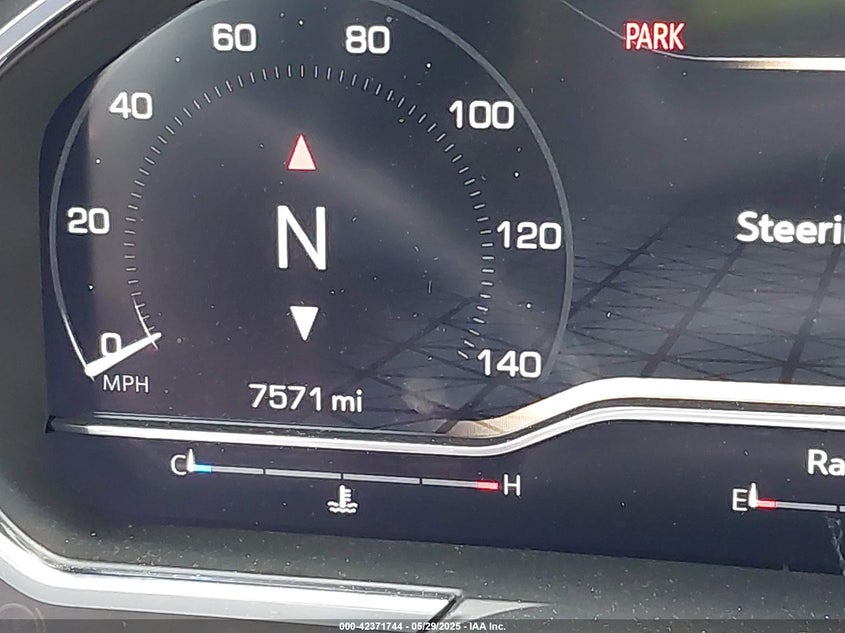 60 80 PARK
40 100
N
20 120 Steeri
0 140
MPH
7571 mi
C H Ra
E
000-42371744 - 05/29/2025 - IAA Inc.